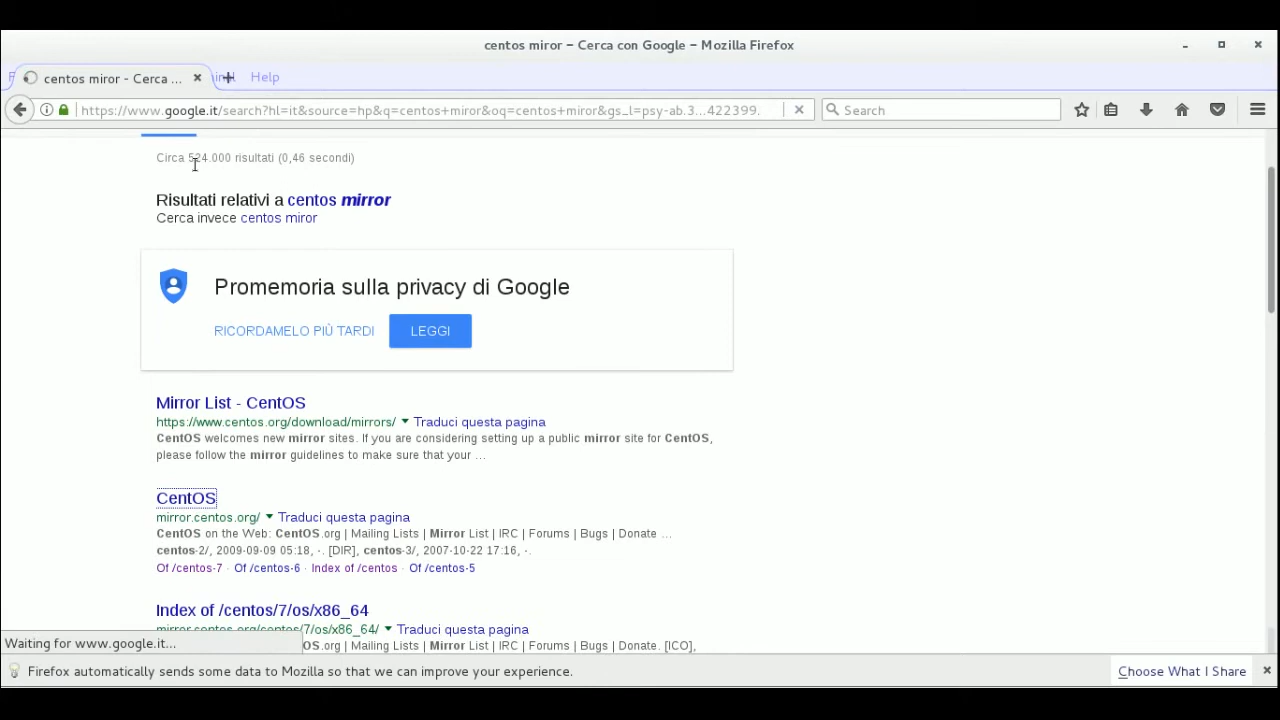 centos miror – Cerca con Google – Mozilla Firefox
centos miror - Cerca ...
Help
https://www.google.it/search?hl=it&source=hp&q=centos+miror&oq=centos+miror&gs_l=psy-ab.3...422399.
Search
Circa 524.000 risultati (0,46 secondi)
Risultati relativi a centos mirror
Cerca invece centos miror
Promemoria sulla privacy di Google
RICORDAMELO PIÙ TARDI
LEGGI
Mirror List - CentOS
https://www.centos.org/download/mirrors/ ▼ Traduci questa pagina
CentOS welcomes new mirror sites. If you are considering setting up a public mirror site for CentOS,
please follow the mirror guidelines to make sure that your ...
CentOS
mirror.centos.org/ ▼ Traduci questa pagina
CentOS on the Web: CentOS.org | Mailing Lists | Mirror List | IRC | Forums | Bugs | Donate ...
centos-2/, 2009-09-09 05:18, -. [DIR], centos-3/, 2007-10-22 17:16, -.
Of /centos-7 · Of /centos-6 · Index of /centos · Of /centos-5
Index of /centos/7/os/x86_64
mirror.centos.org/centos/7/os/x86_64/ ▼ Traduci questa pagina
OS.org | Mailing Lists | Mirror List | IRC | Forums | Bugs | Donate. [ICO],
Waiting for www.google.it...
Firefox automatically sends some data to Mozilla so that we can improve your experience.
Choose What I Share